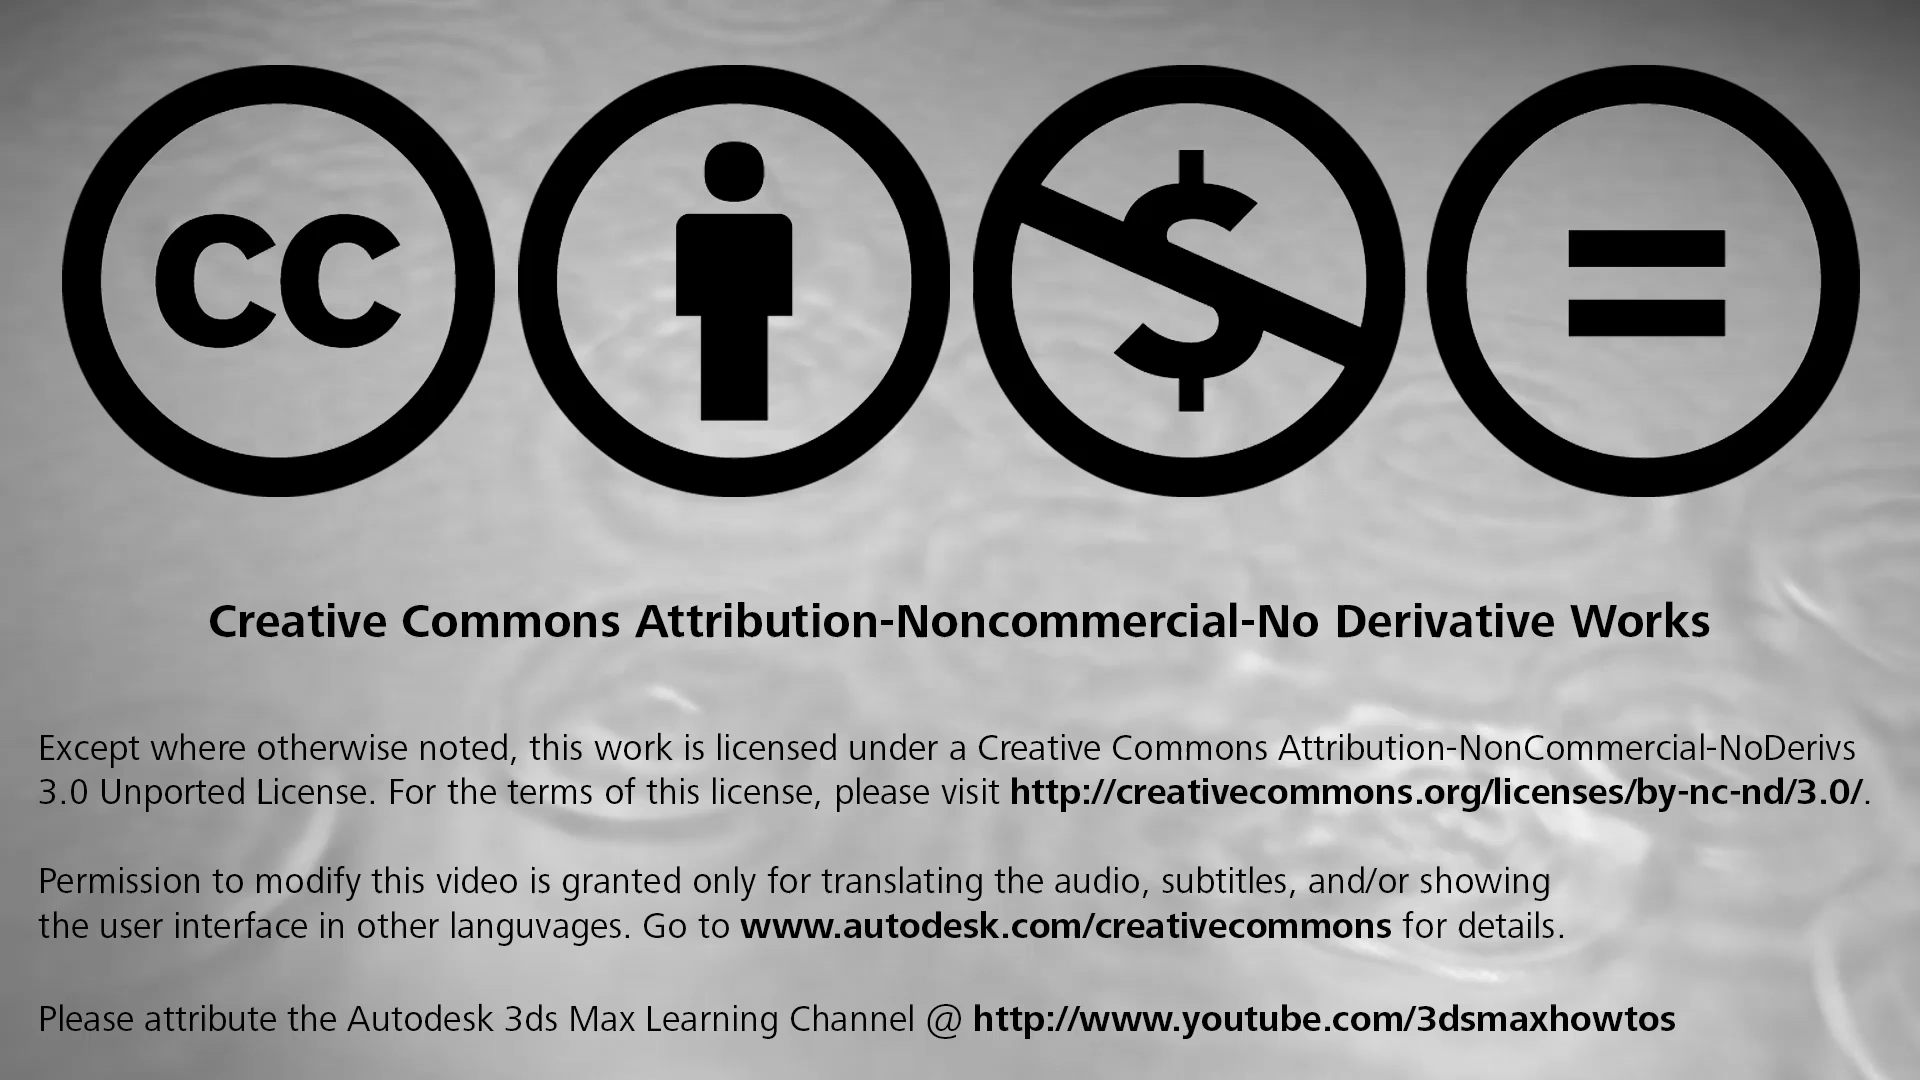 cc
$
=
Creative Commons Attribution-Noncommercial-No Derivative Works
Except where otherwise noted, this work is licensed under a Creative Commons Attribution-NonCommercial-NoDerivs
3.0 Unported License. For the terms of this license, please visit http://creativecommons.org/licenses/by-nc-nd/3.0/.
Permission to modify this video is granted only for translating the audio, subtitles, and/or showing
the user interface in other languvages. Go to www.autodesk.com/creativecommons for details.
Please attribute the Autodesk 3ds Max Learning Channel @ http://www.youtube.com/3dsmaxhowtos